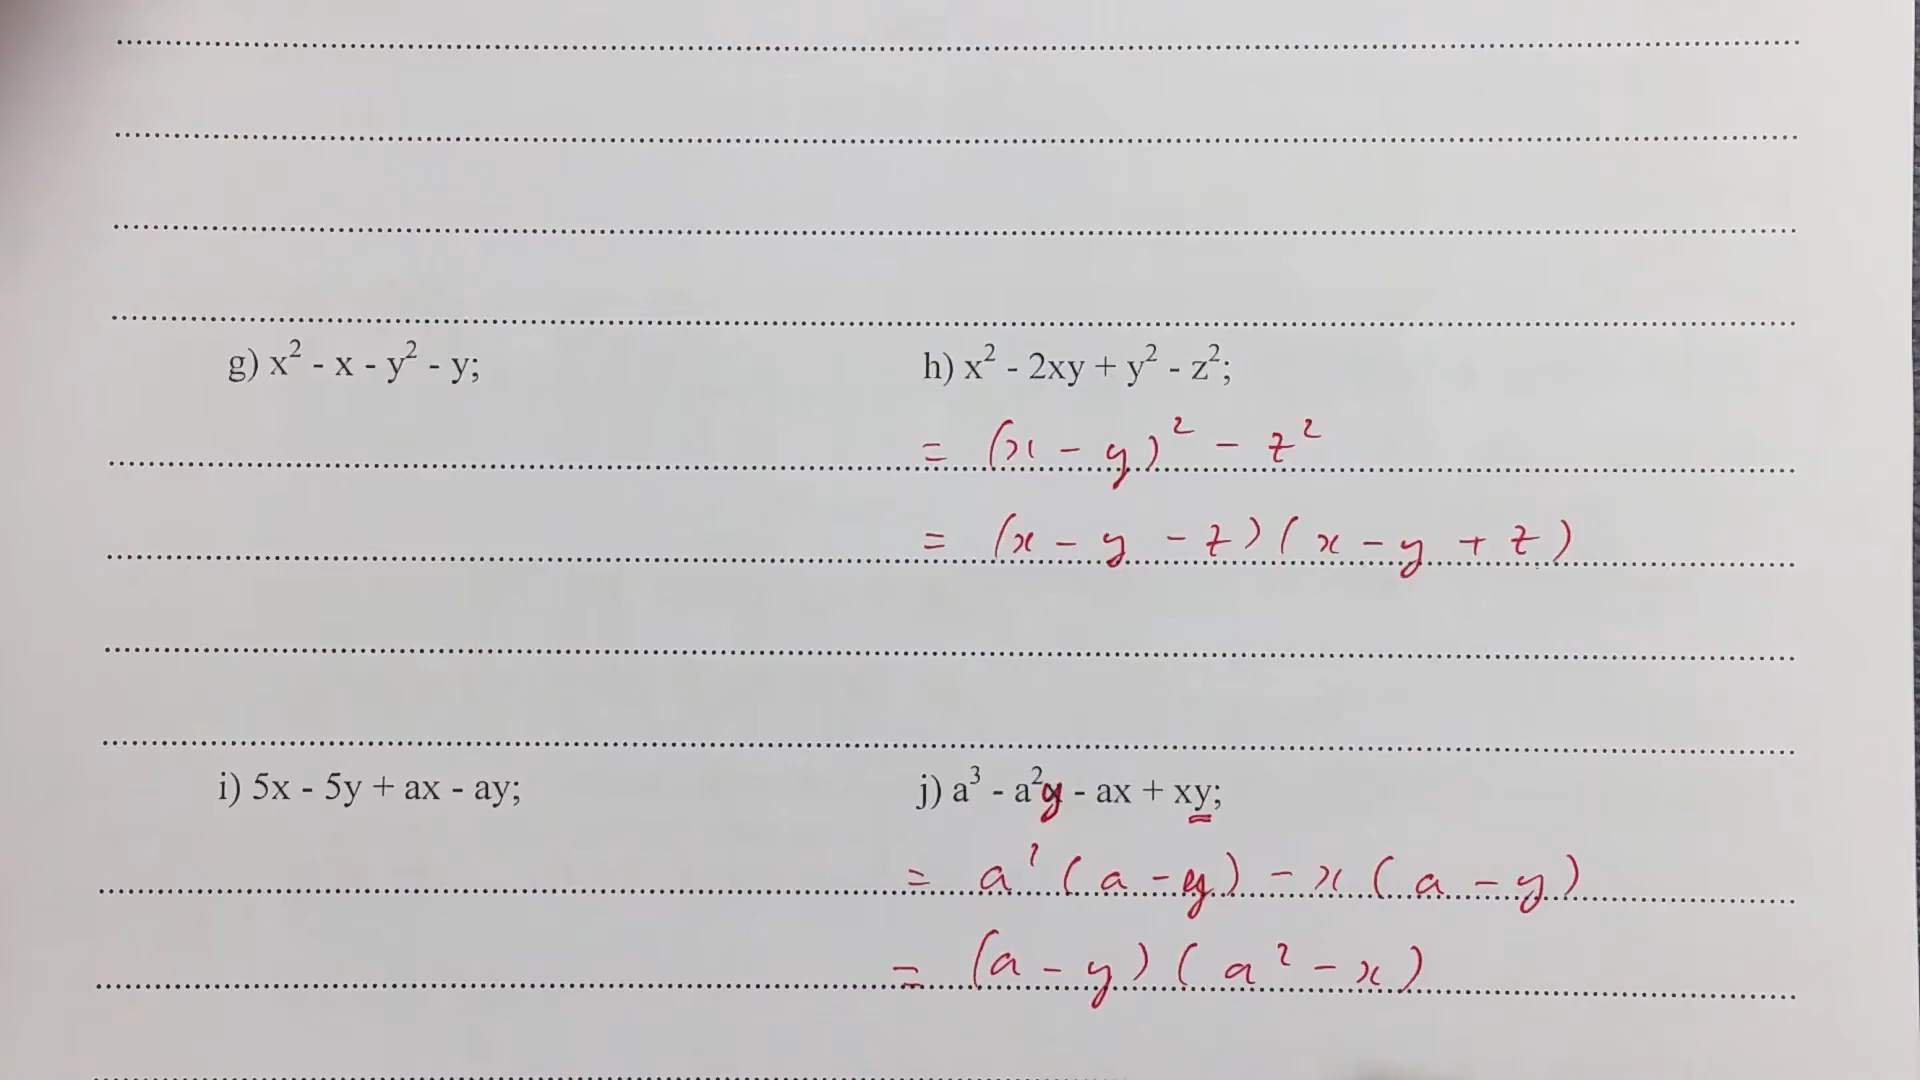 g) x² - x - y² - y;
h) x² - 2xy + y² - z²;
= (x - y)² - z²
= (x - y - z)(x - y + z)
i) 5x - 5y + ax - ay;
j) a³ - a²y - ax + xy;
= a²(a - y) - x(a - y)
= (a - y)(a² - x)